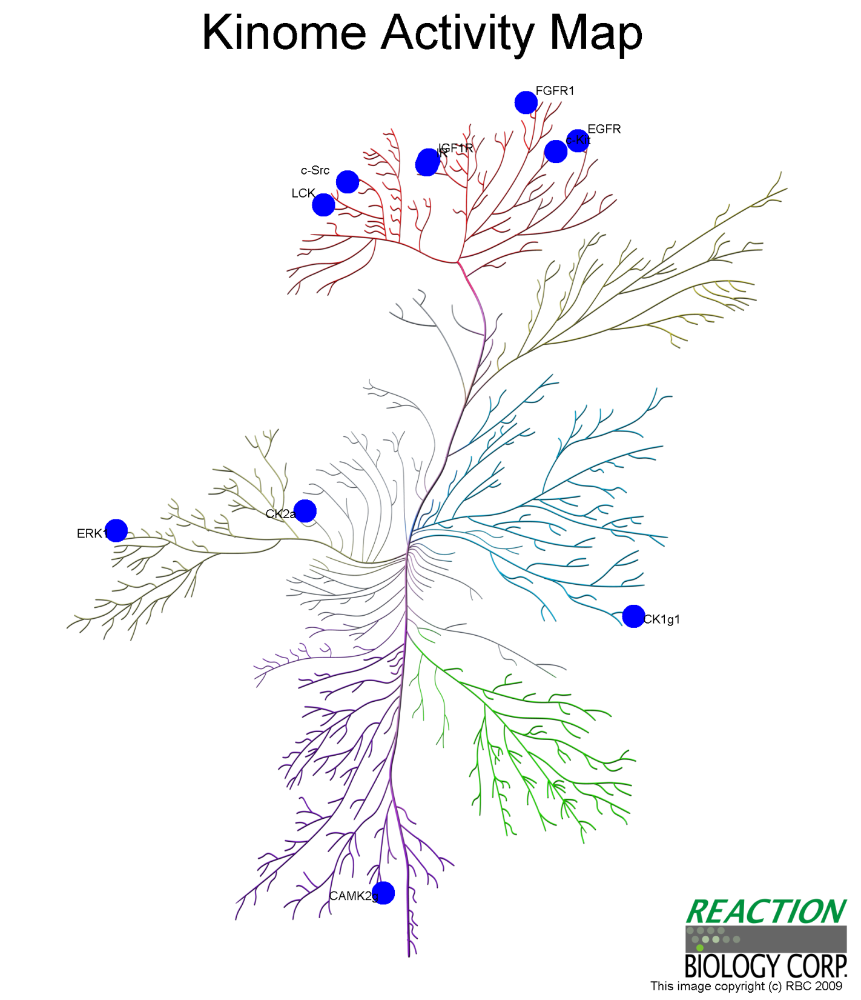 Kinome Activity Map
FGFR1
EGFR
c-Kit
IGF1R
IR
c-Src
LCK
CK2a
ERK1
CK1g1
CAMK2g
REACTION
BIOLOGY CORP.
This image copyright (c) RBC 2009